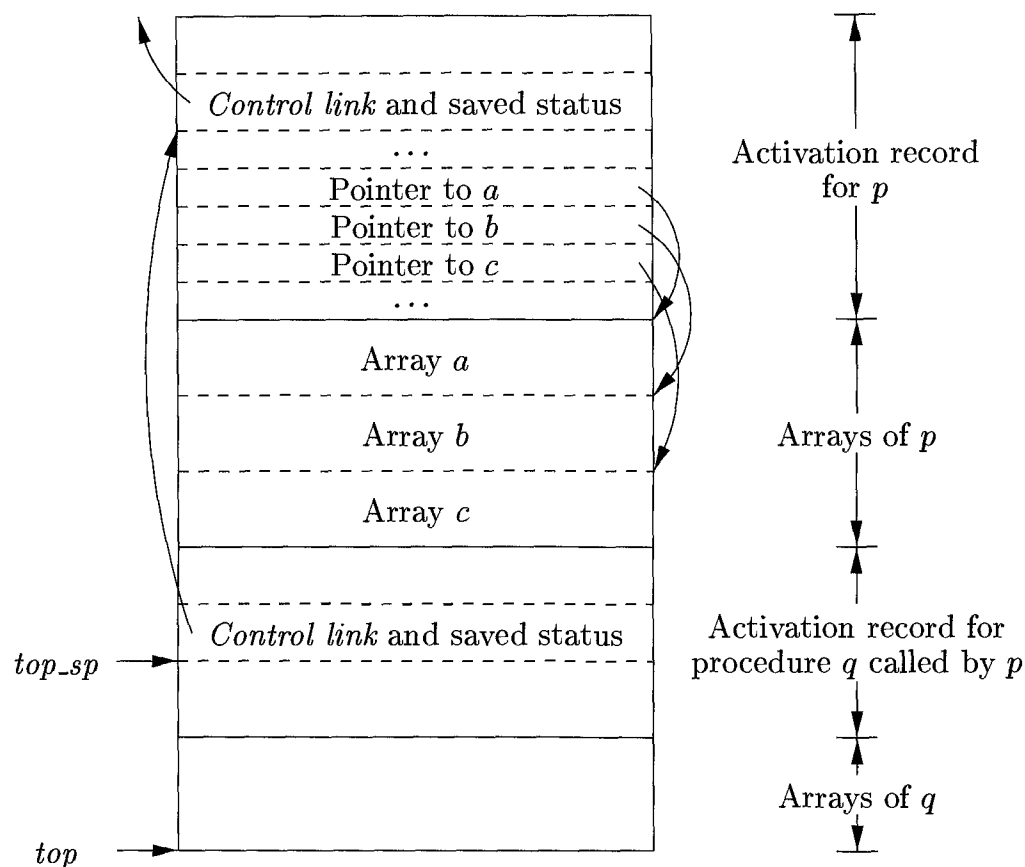 Control link and saved status
...
Pointer to a
Pointer to b
Pointer to c
...
Array a
Array b
Array c
Control link and saved status
top_sp
top
Activation record
for p
Arrays of p
Activation record for
procedure q called by p
Arrays of q